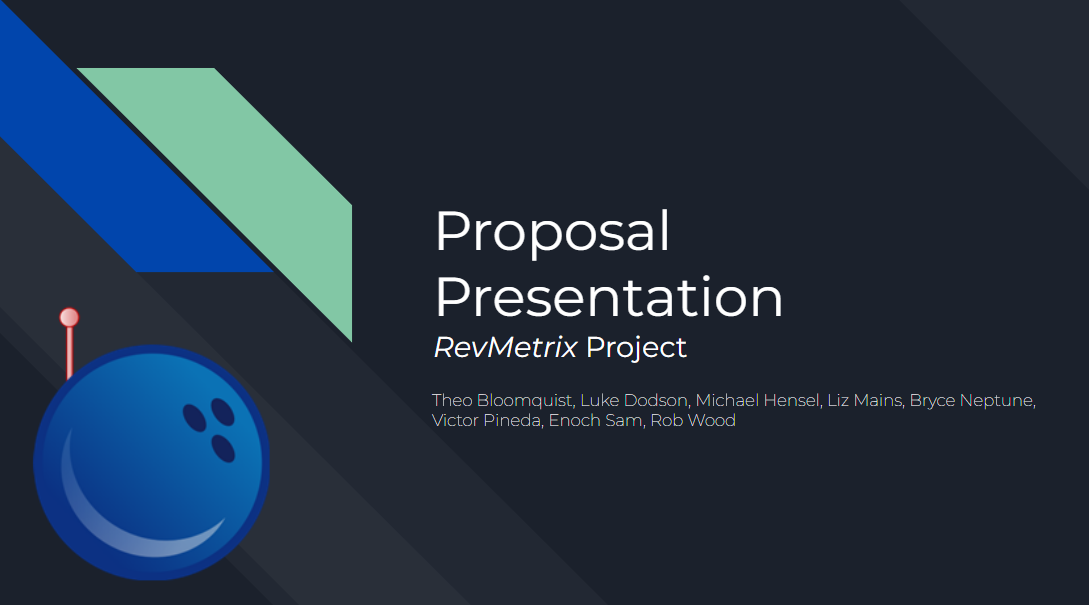 Proposal
Presentation
RevMetrix Project
Theo Bloomquist, Luke Dodson, Michael Hensel, Liz Mains, Bryce Neptune,
Victor Pineda, Enoch Sam, Rob Wood